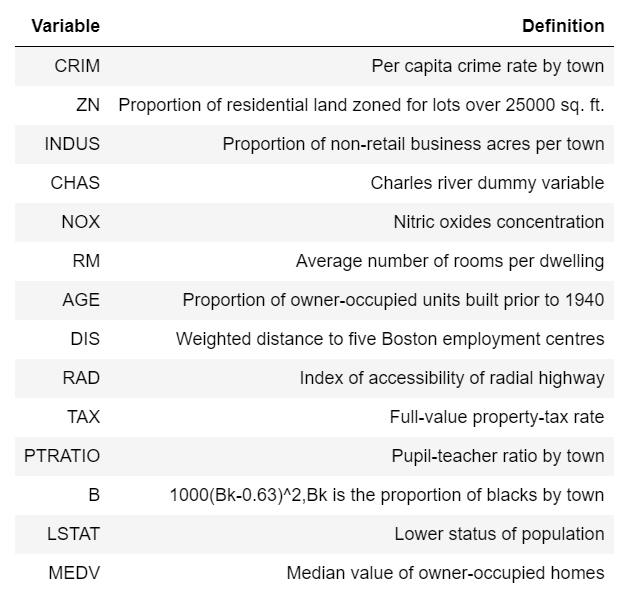 Variable Definition
CRIM Per capita crime rate by town
ZN Proportion of residential land zoned for lots over 25000 sq. ft.
INDUS Proportion of non-retail business acres per town
CHAS Charles river dummy variable
NOX Nitric oxides concentration
RM Average number of rooms per dwelling
AGE Proportion of owner-occupied units built prior to 1940
DIS Weighted distance to five Boston employment centres
RAD Index of accessibility of radial highway
TAX Full-value property-tax rate
PTRATIO Pupil-teacher ratio by town
B 1000(Bk-0.63)^2,Bk is the proportion of blacks by town
LSTAT Lower status of population
MEDV Median value of owner-occupied homes